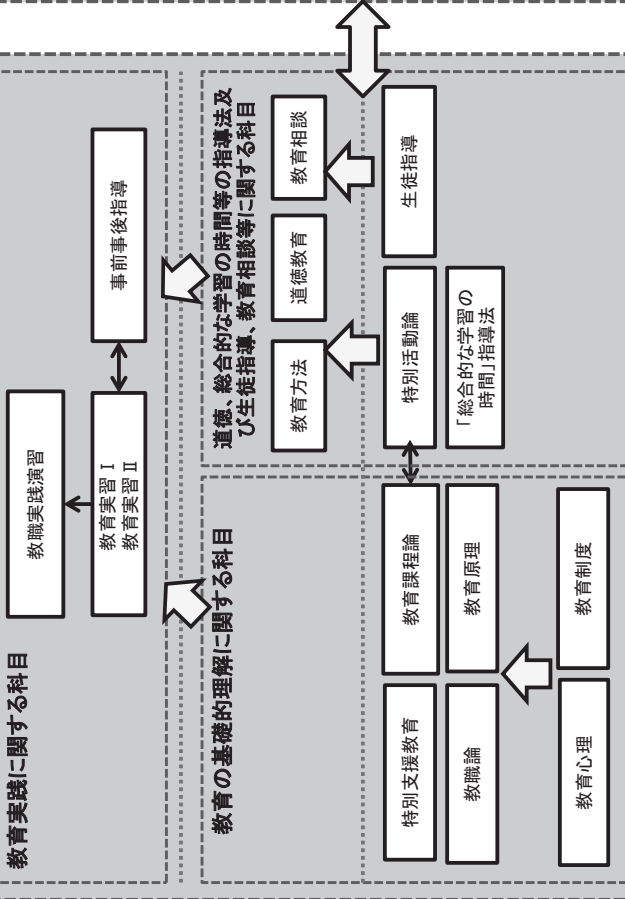 教育実践に関する科目
教職実践演習
教育実習Ⅰ
教育実習Ⅱ
事前事後指導
教育の基礎的理解に関する科目
道徳、総合的な学習の時間等の指導法及
び生徒指導、教育相談等に関する科目
教育方法
道徳教育
教育相談
特別支援教育
教育課程論
特別活動論
生徒指導
教職論
教育原理
「総合的な学習の
時間」指導法
教育心理
教育制度